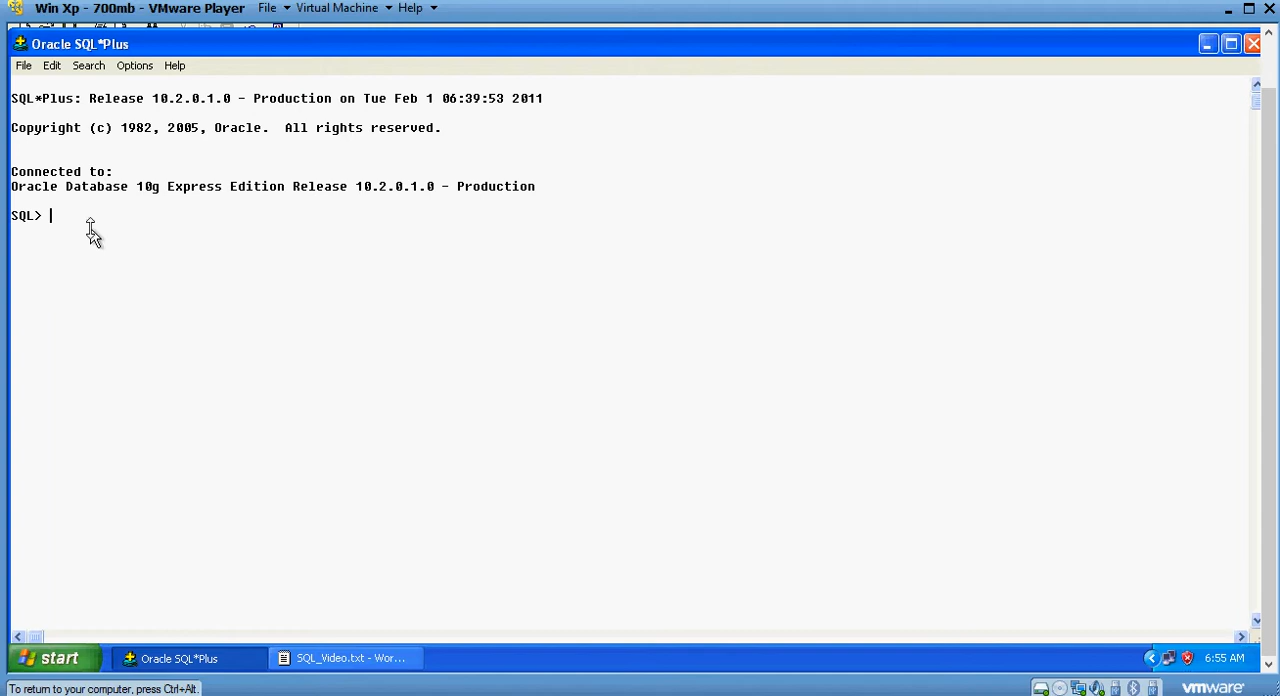 Win Xp - 700mb - VMware Player File Virtual Machine Help
Oracle SQL*Plus
File Edit Search Options Help
SQL*Plus: Release 10.2.0.1.0 - Production on Tue Feb 1 06:39:53 2011
Copyright (c) 1982, 2005, Oracle. All rights reserved.
Connected to:
Oracle Database 10g Express Edition Release 10.2.0.1.0 - Production
SQL>
start Oracle SQL*Plus SQL_Video.txt - Wor... 6:55 AM
To return to your computer, press Ctrl+Alt. vmware